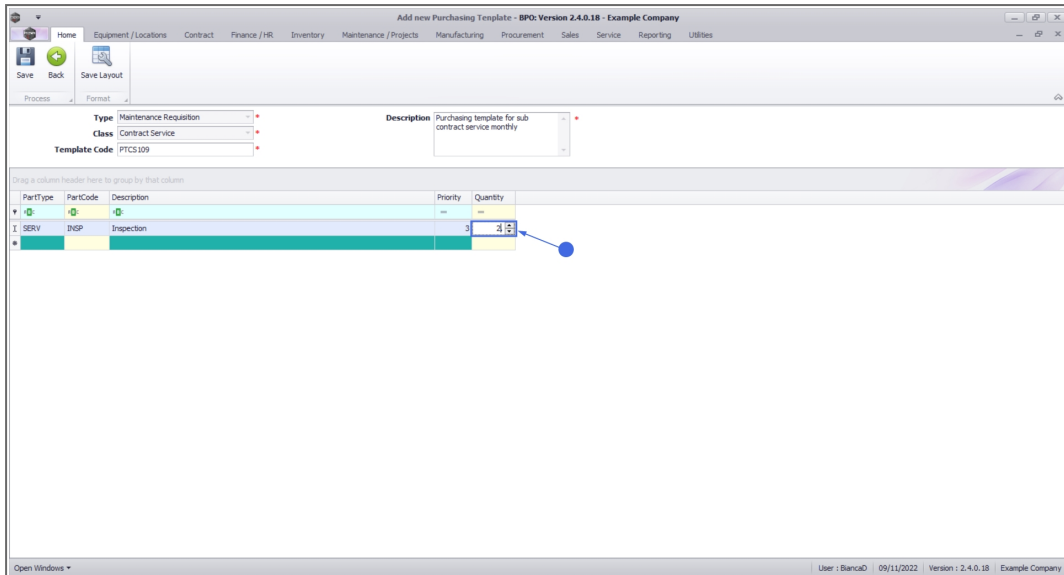 Add new Purchasing Template - BPO: Version 2.4.0.18 - Example Company
Home Equipment / Locations Contract Finance / HR Inventory Maintenance / Projects Manufacturing Procurement Sales Service Reporting Utilities
Save Back Save Layout
Process Format
Type Maintenance Requisition *
Class Contract Service *
Template Code PTCS109 *
Description Purchasing template for sub *
contract service monthly
Drag a column header here to group by that column
PartType PartCode Description Priority Quantity
= =
SERV INSP Inspection 3 2
Open Windows User : BiancaD 09/11/2022 Version : 2.4.0.18 Example Company